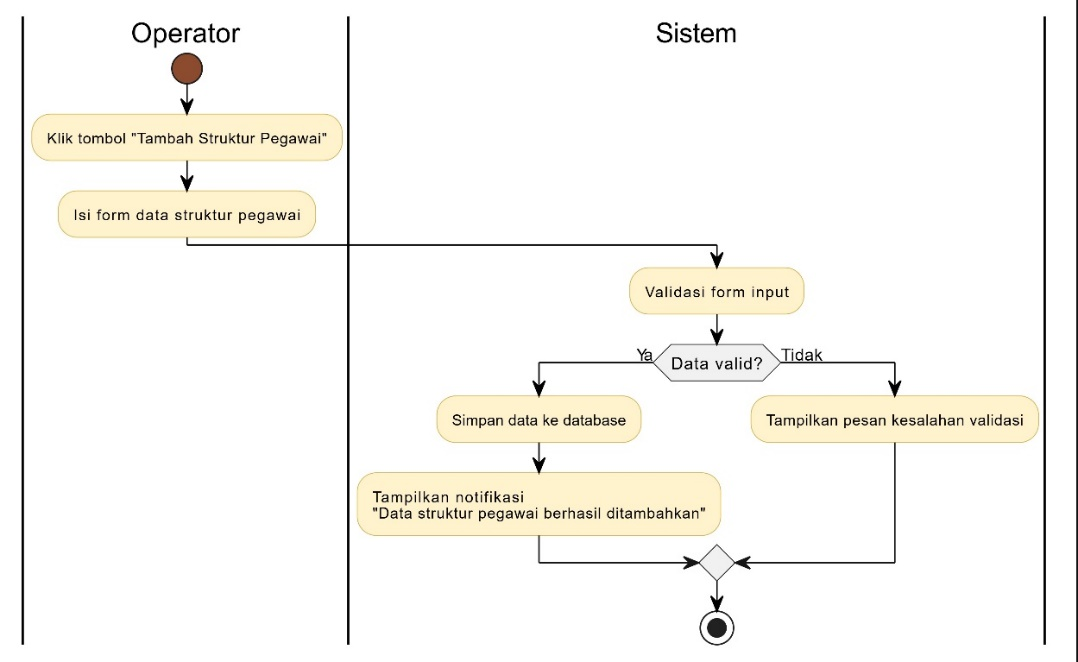 Operator
Sistem
Klik tombol "Tambah Struktur Pegawai"
Isi form data struktur pegawai
Validasi form input
Ya
Data valid?
Tidak
Simpan data ke database
Tampilkan pesan kesalahan validasi
Tampilkan notifikasi
"Data struktur pegawai berhasil ditambahkan"